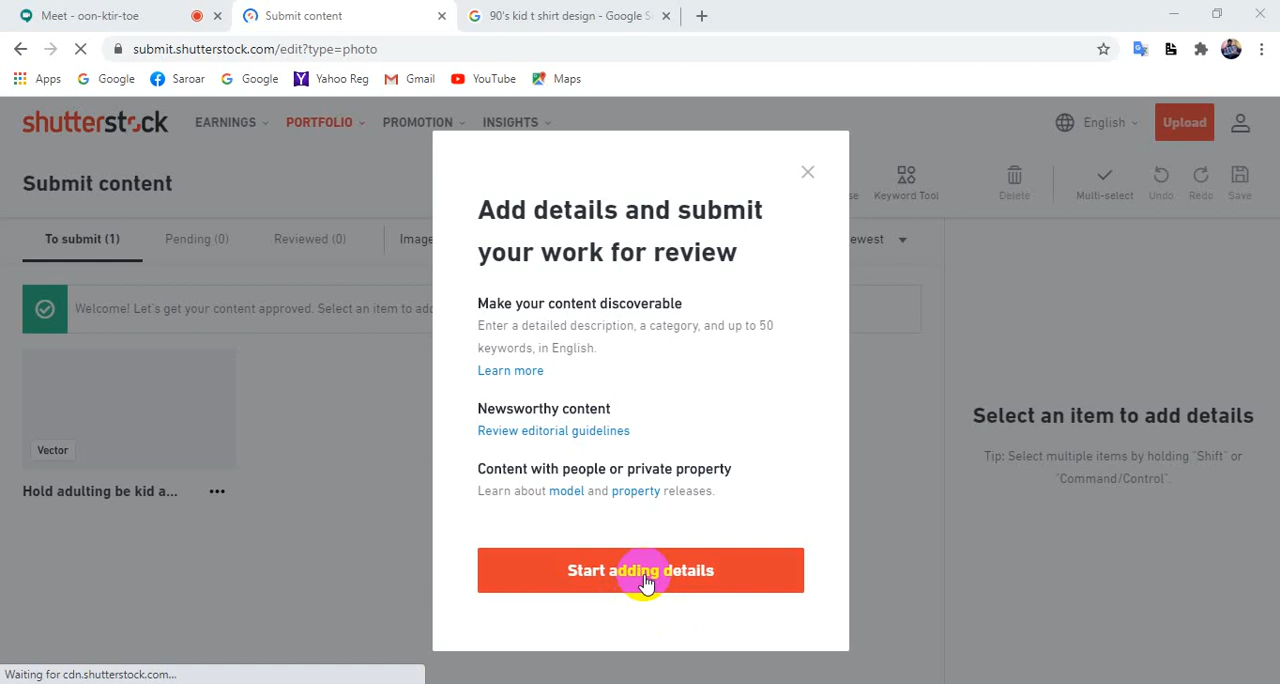 Meet - oon-ktir-toe
Submit content
90's kid t shirt design - Google Se
submit.shutterstock.com/edit?type=photo
Apps
Google
Saroar
Google
Yahoo Reg
Gmail
YouTube
Maps
shutterstock
EARNINGS
PORTFOLIO
PROMOTION
INSIGHTS
English
Upload
Submit content
Keyword Tool
Delete
Multi-select
Undo
Redo
Save
To submit (1)
Pending (0)
Reviewed (0)
Image
ewest
Welcome! Let's get your content approved. Select an item to add
Vector
Hold adulting be kid a...
Add details and submit
your work for review
Make your content discoverable
Enter a detailed description, a category, and up to 50
keywords, in English.
Learn more
Newsworthy content
Review editorial guidelines
Content with people or private property
Learn about model and property releases.
Start adding details
Select an item to add details
Tip: Select multiple items by holding "Shift" or
"Command/Control".
Waiting for cdn.shutterstock.com...